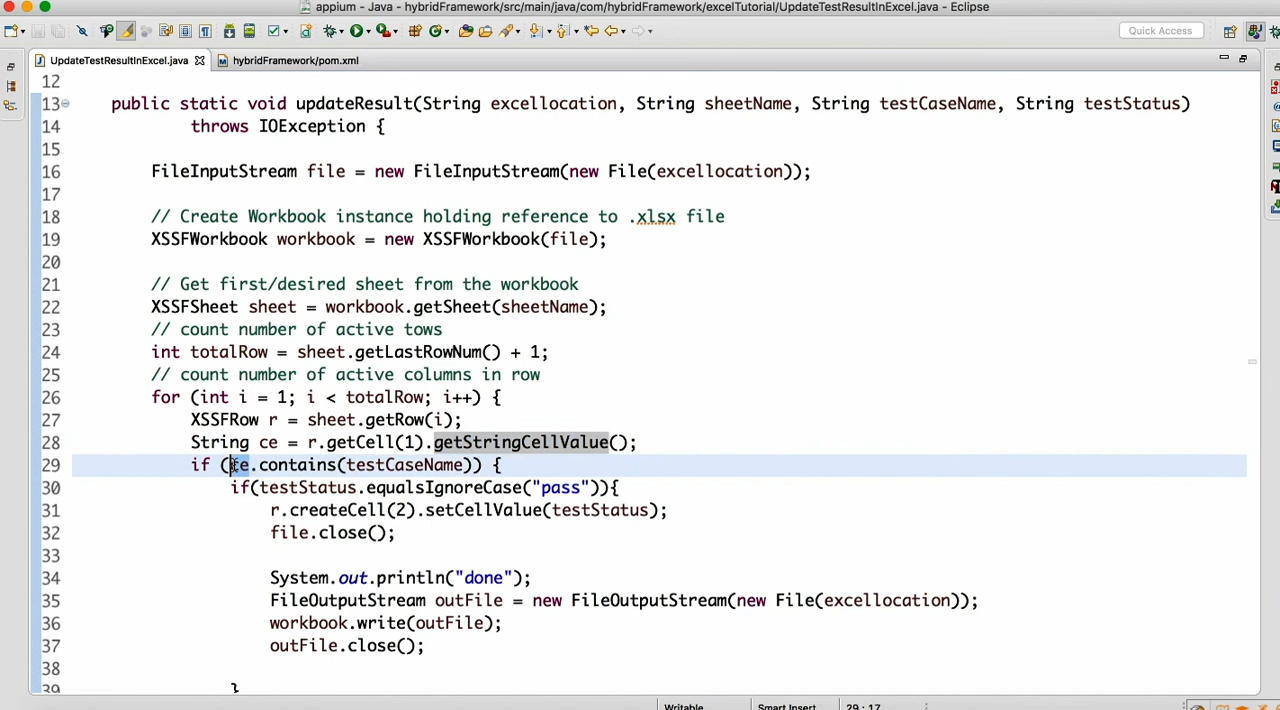 appium - Java - hybridFramework/src/main/java/com/hybridFramework/excelTutorial/UpdateTestResultInExcel.java - Eclipse
Quick Access
UpdateTestResultInExcel.java
hybridFramework/pom.xml
12
13 public static void updateResult(String excellocation, String sheetName, String testCaseName, String testStatus)
14 throws IOException {
15
16 FileInputStream file = new FileInputStream(new File(excellocation));
17
18 // Create Workbook instance holding reference to .xlsx file
19 XSSFWorkbook workbook = new XSSFWorkbook(file);
20
21 // Get first/desired sheet from the workbook
22 XSSFSheet sheet = workbook.getSheet(sheetName);
23 // count number of active tows
24 int totalRow = sheet.getLastRowNum() + 1;
25 // count number of active columns in row
26 for (int i = 1; i < totalRow; i++) {
27 XSSFRow r = sheet.getRow(i);
28 String ce = r.getCell(1).getStringCellValue();
29 if (ce.contains(testCaseName)) {
30 if(testStatus.equalsIgnoreCase("pass")){
31 r.createCell(2).setCellValue(testStatus);
32 file.close();
33
34 System.out.println("done");
35 FileOutputStream outFile = new FileOutputStream(new File(excellocation));
36 workbook.write(outFile);
37 outFile.close();
38
39 }
Writable
Smart Insert
29 : 17